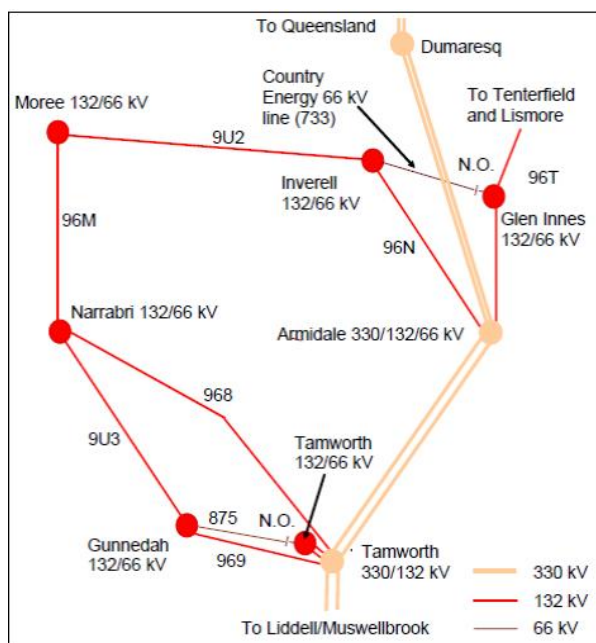 To Queensland
Dumaresq
Country
Energy 66 kV
line (733)
To Tenterfield
and Lismore
Moree 132/66 kV
9U2
N.O.
96T
Inverell
132/66 kV
Glen Innes
132/66 kV
96M
96N
Narrabri 132/66 kV
Armidale 330/132/66 kV
968
9U3
Tamworth
132/66 kV
875
N.O.
Gunnedah
132/66 kV
969
Tamworth
330/132 kV
330 kV
132 kV
66 kV
To Liddell/Muswellbrook